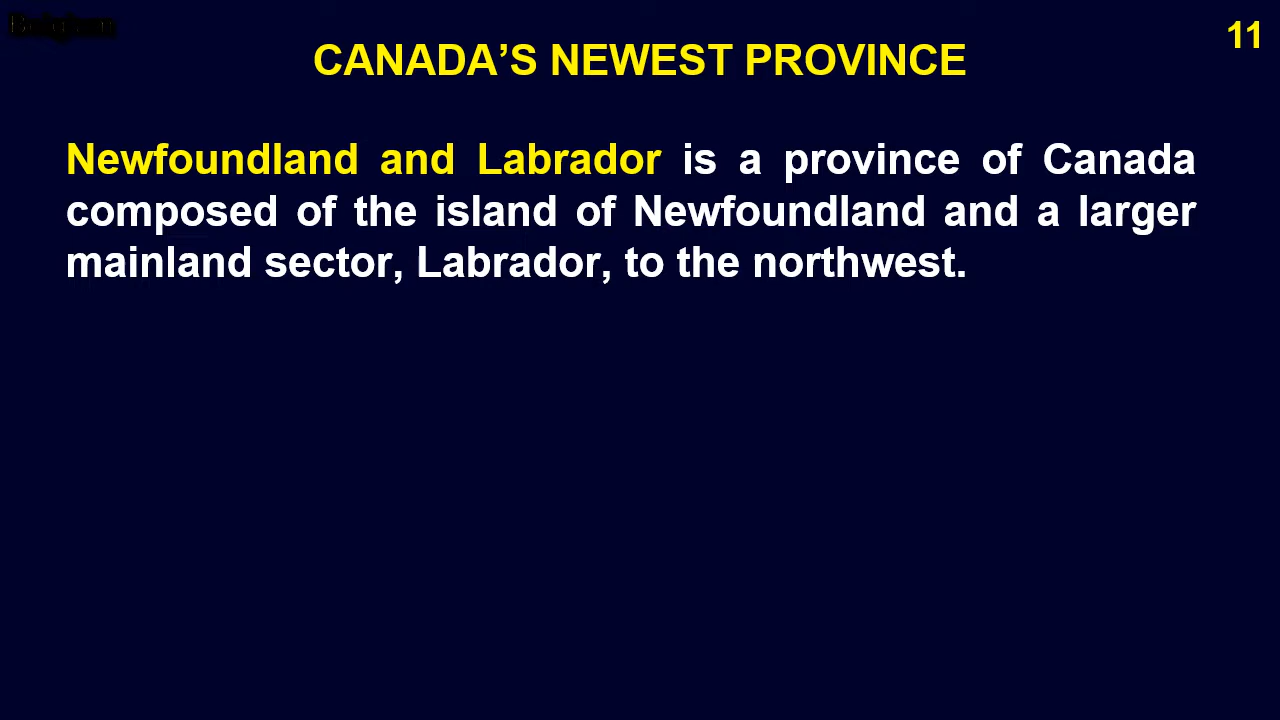 11
CANADA’S NEWEST PROVINCE
Newfoundland and Labrador is a province of Canada
composed of the island of Newfoundland and a larger
mainland sector, Labrador, to the northwest.